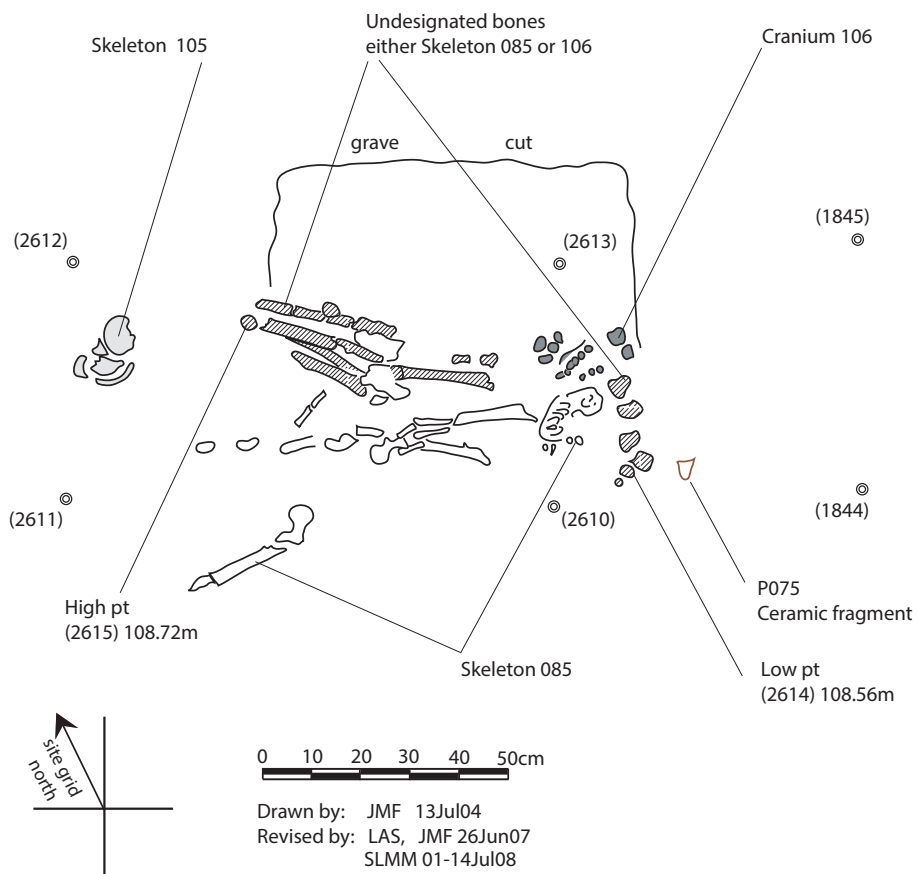 Undesignated bones
either Skeleton 085 or 106
Skeleton 105
Cranium 106
grave cut
(2612)
(2613)
(1845)
(2611)
(2610)
(1844)
High pt
(2615) 108.72m
P075
Ceramic fragment
Skeleton 085
Low pt
(2614) 108.56m
site grid
north
0 10 20 30 40 50cm
Drawn by: JMF 13Jul04
Revised by: LAS, JMF 26Jun07
SLMM 01-14Jul08